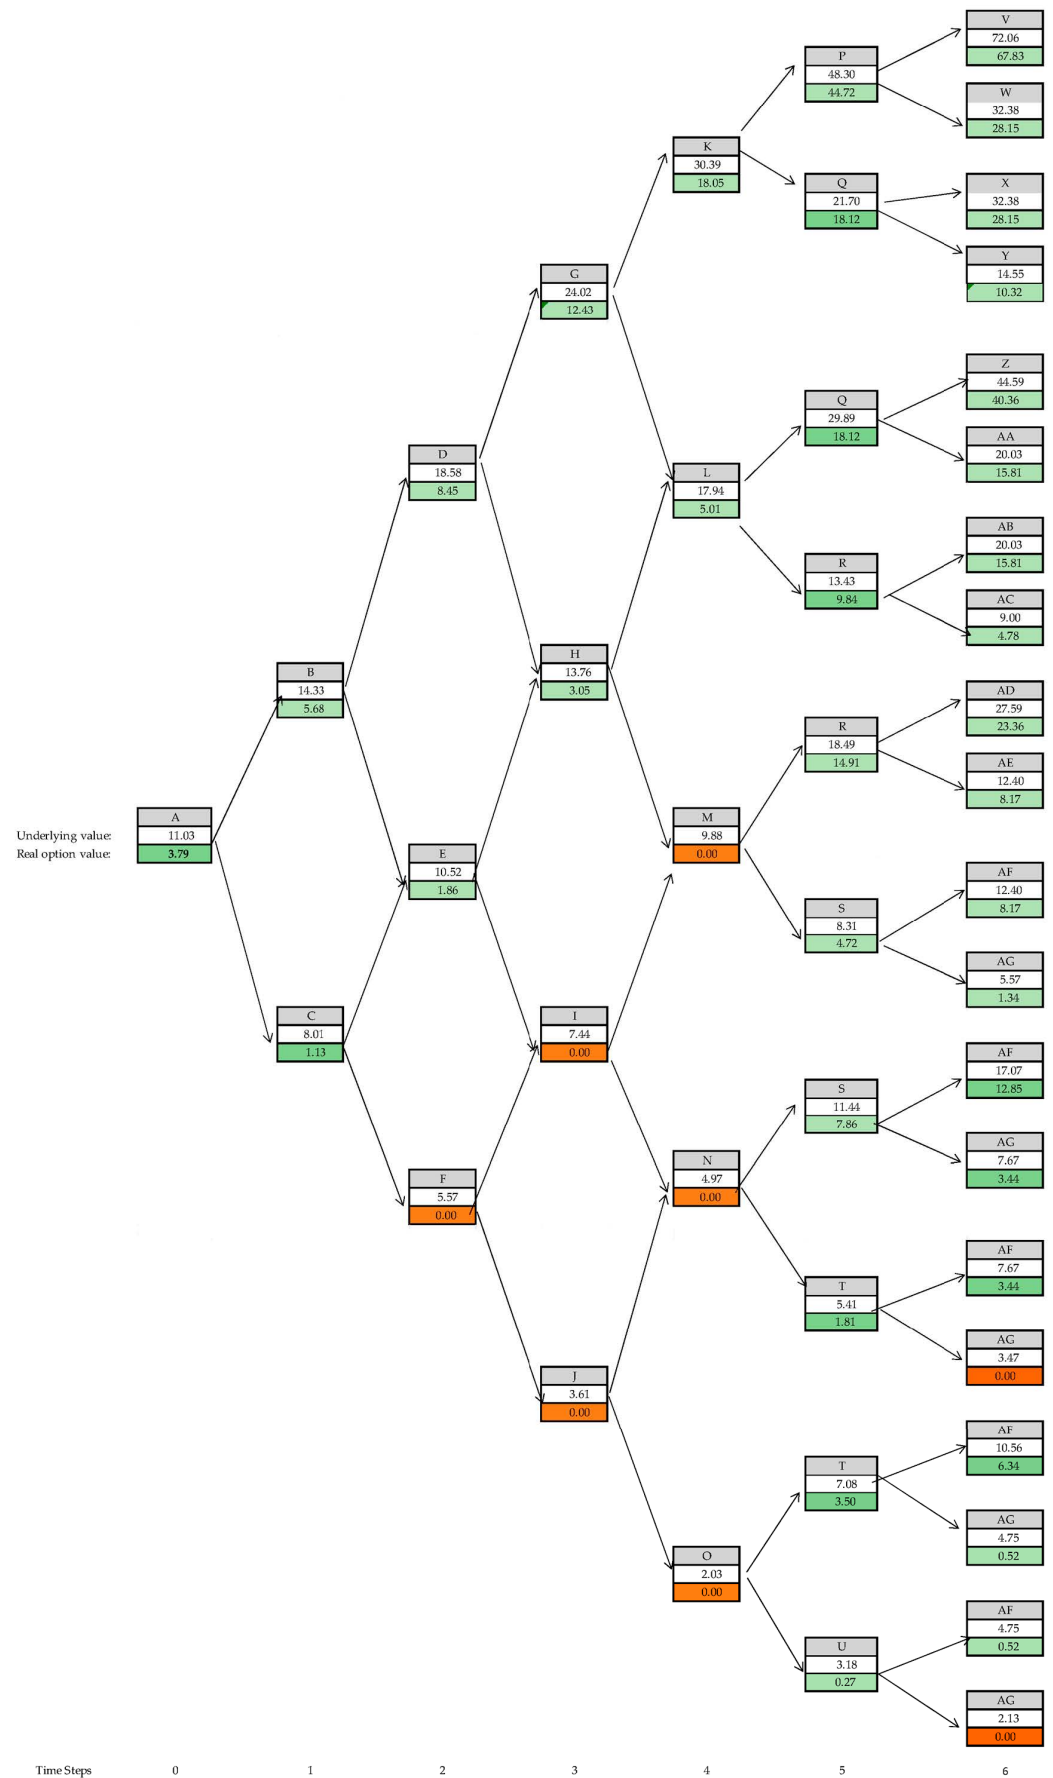 V
72.06
67.83
P
48.30
44.72
W
32.38
28.15
K
30.39
18.05
Q
21.70
18.12
X
32.38
28.15
Y
14.55
10.32
G
24.02
12.43
Z
44.59
40.36
Q
29.89
18.12
AA
20.03
15.81
D
18.58
8.45
L
17.94
5.01
AB
20.03
15.81
R
13.43
9.84
AC
9.00
4.78
H
13.76
3.05
B
14.33
5.68
AD
27.59
23.36
R
18.49
14.91
AE
12.40
8.17
A
Underlying value: 11.03
Real option value: 3.79
M
9.88
0.00
E
10.52
1.86
AF
12.40
8.17
S
8.31
4.72
AG
5.57
1.34
C
8.01
1.13
I
7.44
0.00
AF
17.07
12.85
S
11.44
7.86
AG
7.67
3.44
N
4.97
0.00
F
5.57
0.00
AF
7.67
3.44
T
5.41
1.81
AG
3.47
0.00
J
3.61
0.00
AF
10.56
6.34
T
7.08
3.50
AG
4.75
0.52
O
2.03
0.00
AF
4.75
0.52
U
3.18
0.27
AG
2.13
0.00
Time Steps 0 1 2 3 4 5 6